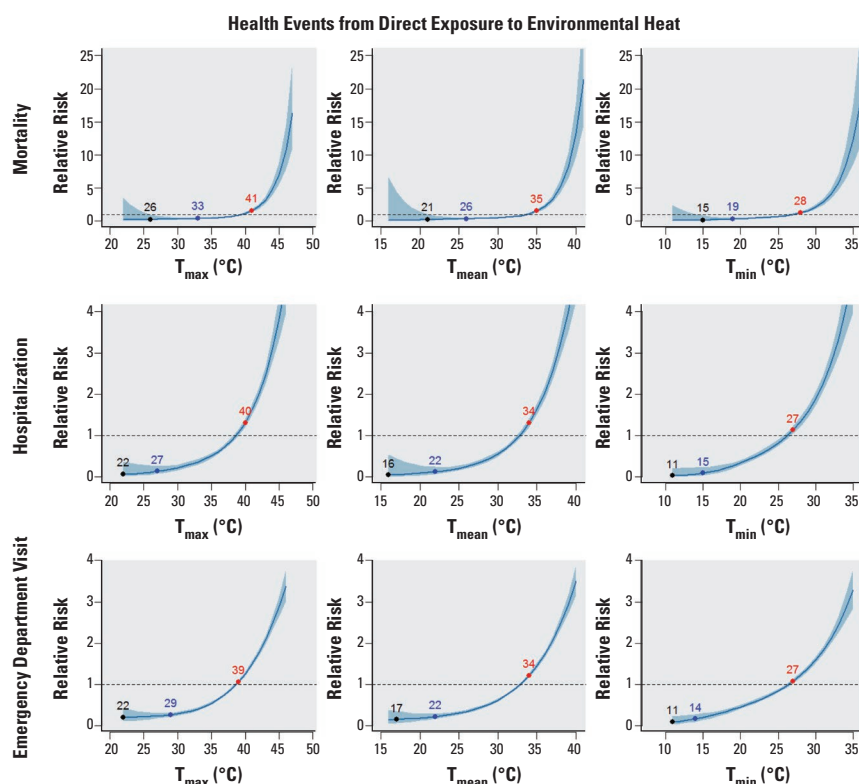 Health Events from Direct Exposure to Environmental Heat
Mortality
Relative Risk
25
20
15
10
5
0
26
33
41
20 25 30 35 40 45 50
Tmax (°C)
Relative Risk
25
20
15
10
5
0
21
26
35
15 20 25 30 35 40
Tmean (°C)
Relative Risk
25
20
15
10
5
0
15
19
28
10 15 20 25 30 35
Tmin (°C)
Hospitalization
Relative Risk
4
3
2
1
0
22
27
40
20 25 30 35 40 45 50
Tmax (°C)
Relative Risk
4
3
2
1
0
16
22
34
15 20 25 30 35 40
Tmean (°C)
Relative Risk
4
3
2
1
0
11
15
27
10 15 20 25 30 35
Tmin (°C)
Emergency Department Visit
Relative Risk
4
3
2
1
0
22
29
39
20 25 30 35 40 45 50
Tmax (°C)
Relative Risk
4
3
2
1
0
17
22
34
15 20 25 30 35 40
Tmean (°C)
Relative Risk
4
3
2
1
0
11
14
27
10 15 20 25 30 35
Tmin (°C)